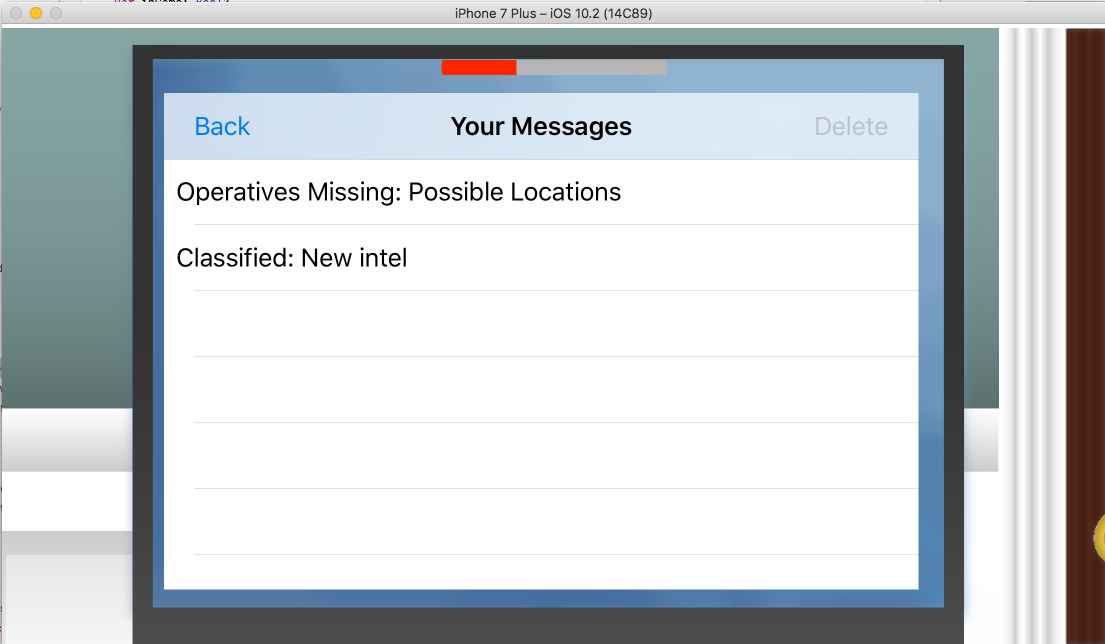 iPhone 7 Plus – iOS 10.2 (14C89)
Back Your Messages Delete
Operatives Missing: Possible Locations
Classified: New intel